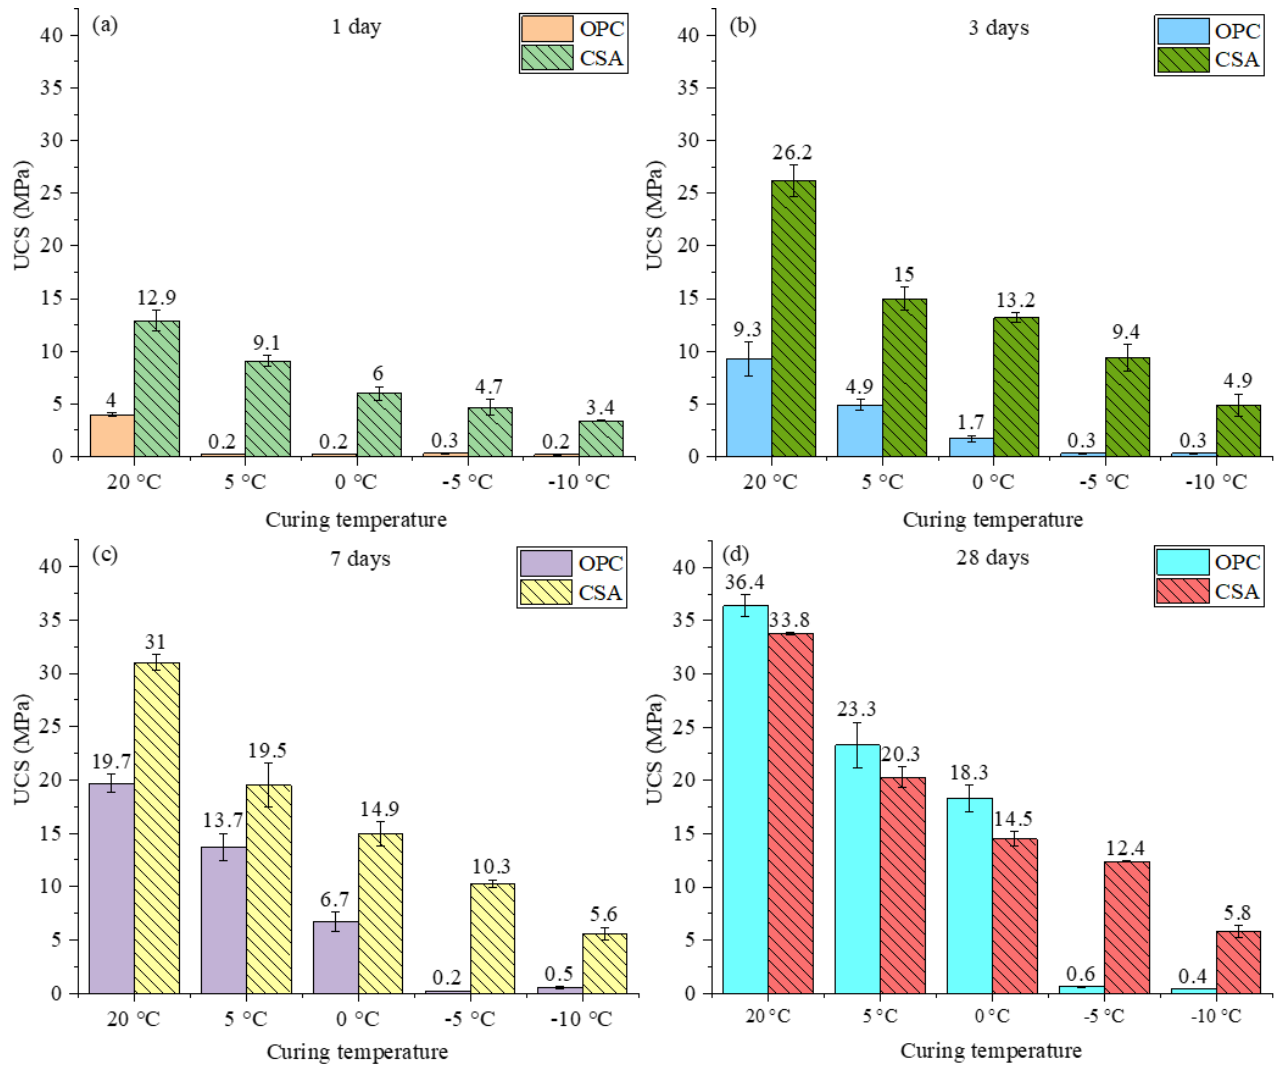 (a)
1 day
OPC
CSA
UCS (MPa)
40
35
30
25
20
15
10
5
0
4
12.9
0.2
9.1
0.2
6
0.3
4.7
0.2
3.4
20 °C
5 °C
0 °C
-5 °C
-10 °C
Curing temperature
(b)
3 days
OPC
CSA
UCS (MPa)
40
35
30
25
20
15
10
5
0
9.3
26.2
4.9
15
1.7
13.2
0.3
9.4
0.3
4.9
20 °C
5 °C
0 °C
-5 °C
-10 °C
Curing temperature
(c)
7 days
OPC
CSA
UCS (MPa)
40
35
30
25
20
15
10
5
0
19.7
31
13.7
19.5
6.7
14.9
0.2
10.3
0.5
5.6
20 °C
5 °C
0 °C
-5 °C
-10 °C
Curing temperature
(d)
28 days
OPC
CSA
UCS (MPa)
40
35
30
25
20
15
10
5
0
36.4
33.8
23.3
20.3
18.3
14.5
0.6
12.4
0.4
5.8
20 °C
5 °C
0 °C
-5 °C
-10 °C
Curing temperature